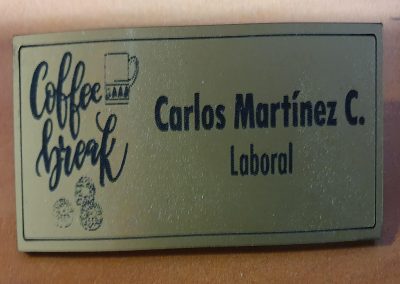 Coffee
break
Carlos Martínez C.
Laboral